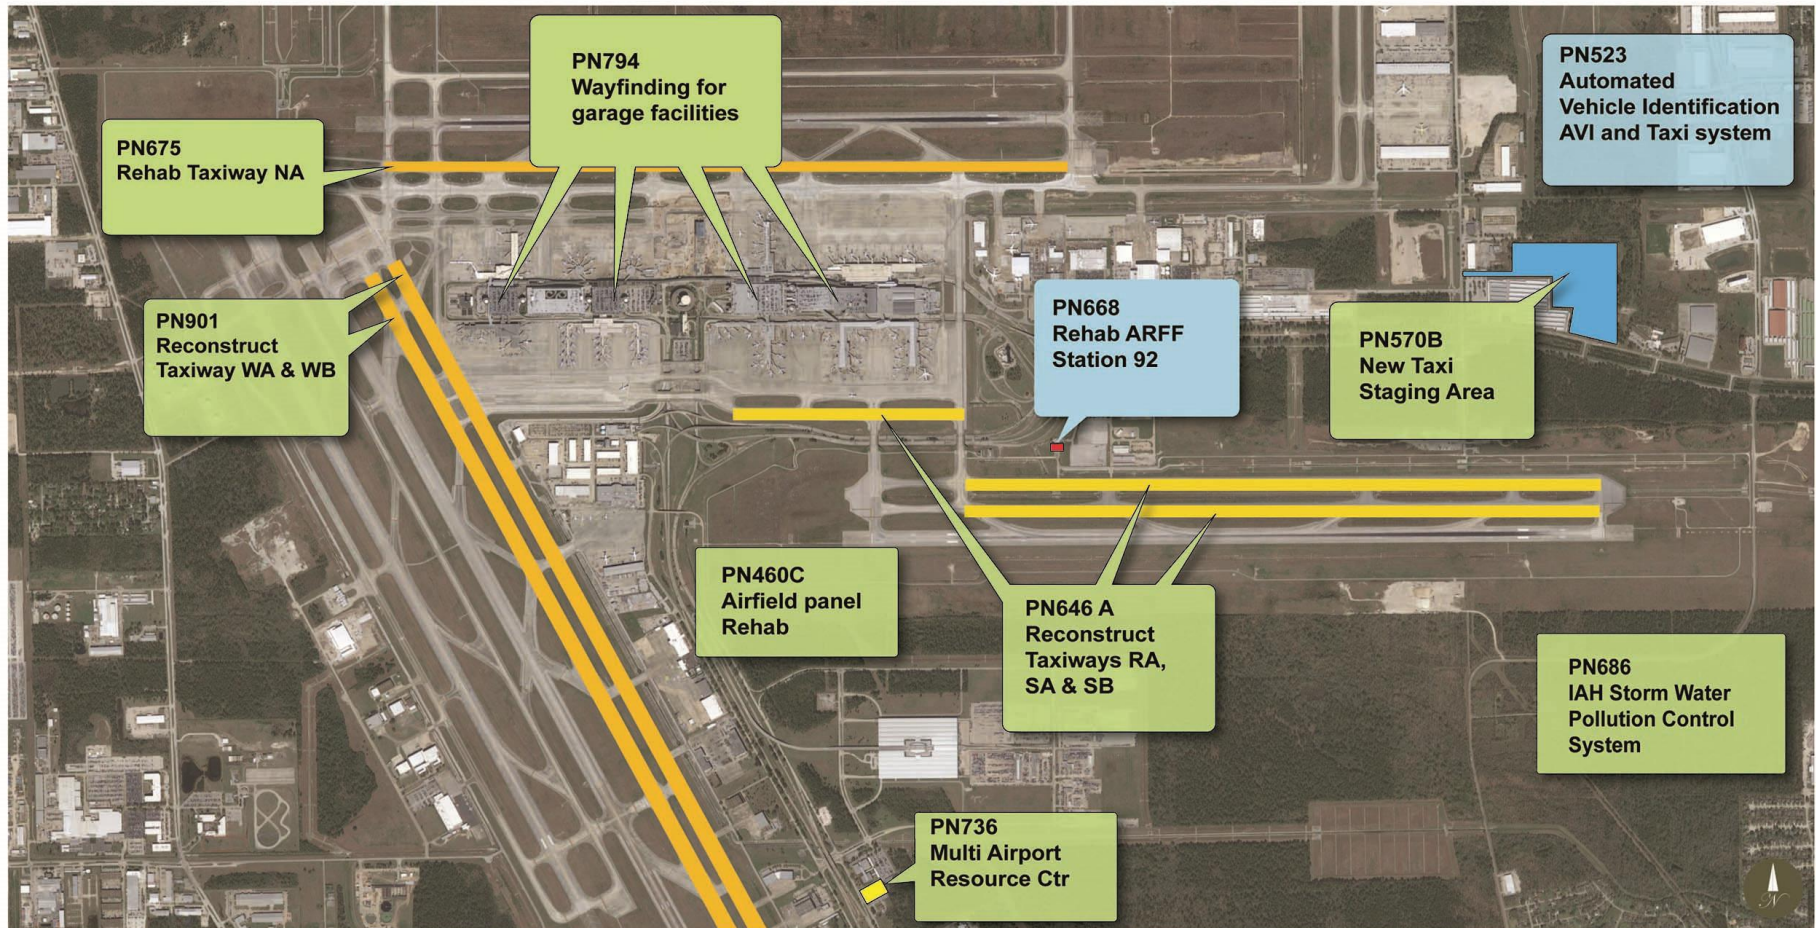 PN794
Wayfinding for
garage facilities
PN523
Automated
Vehicle Identification
AVI and Taxi system
PN675
Rehab Taxiway NA
PN901
Reconstruct
Taxiway WA & WB
PN668
Rehab ARFF
Station 92
PN570B
New Taxi
Staging Area
PN460C
Airfield panel
Rehab
PN646 A
Reconstruct
Taxiways RA,
SA & SB
PN686
IAH Storm Water
Pollution Control
System
PN736
Multi Airport
Resource Ctr
N